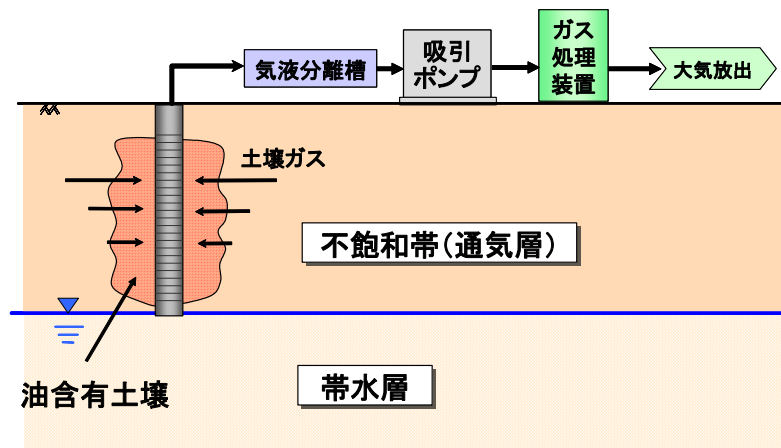 気液分離槽
吸引
ポンプ
ガス
処理
装置
大気放出
土壌ガス
不飽和帯(通気層)
油含有土壌
帯水層